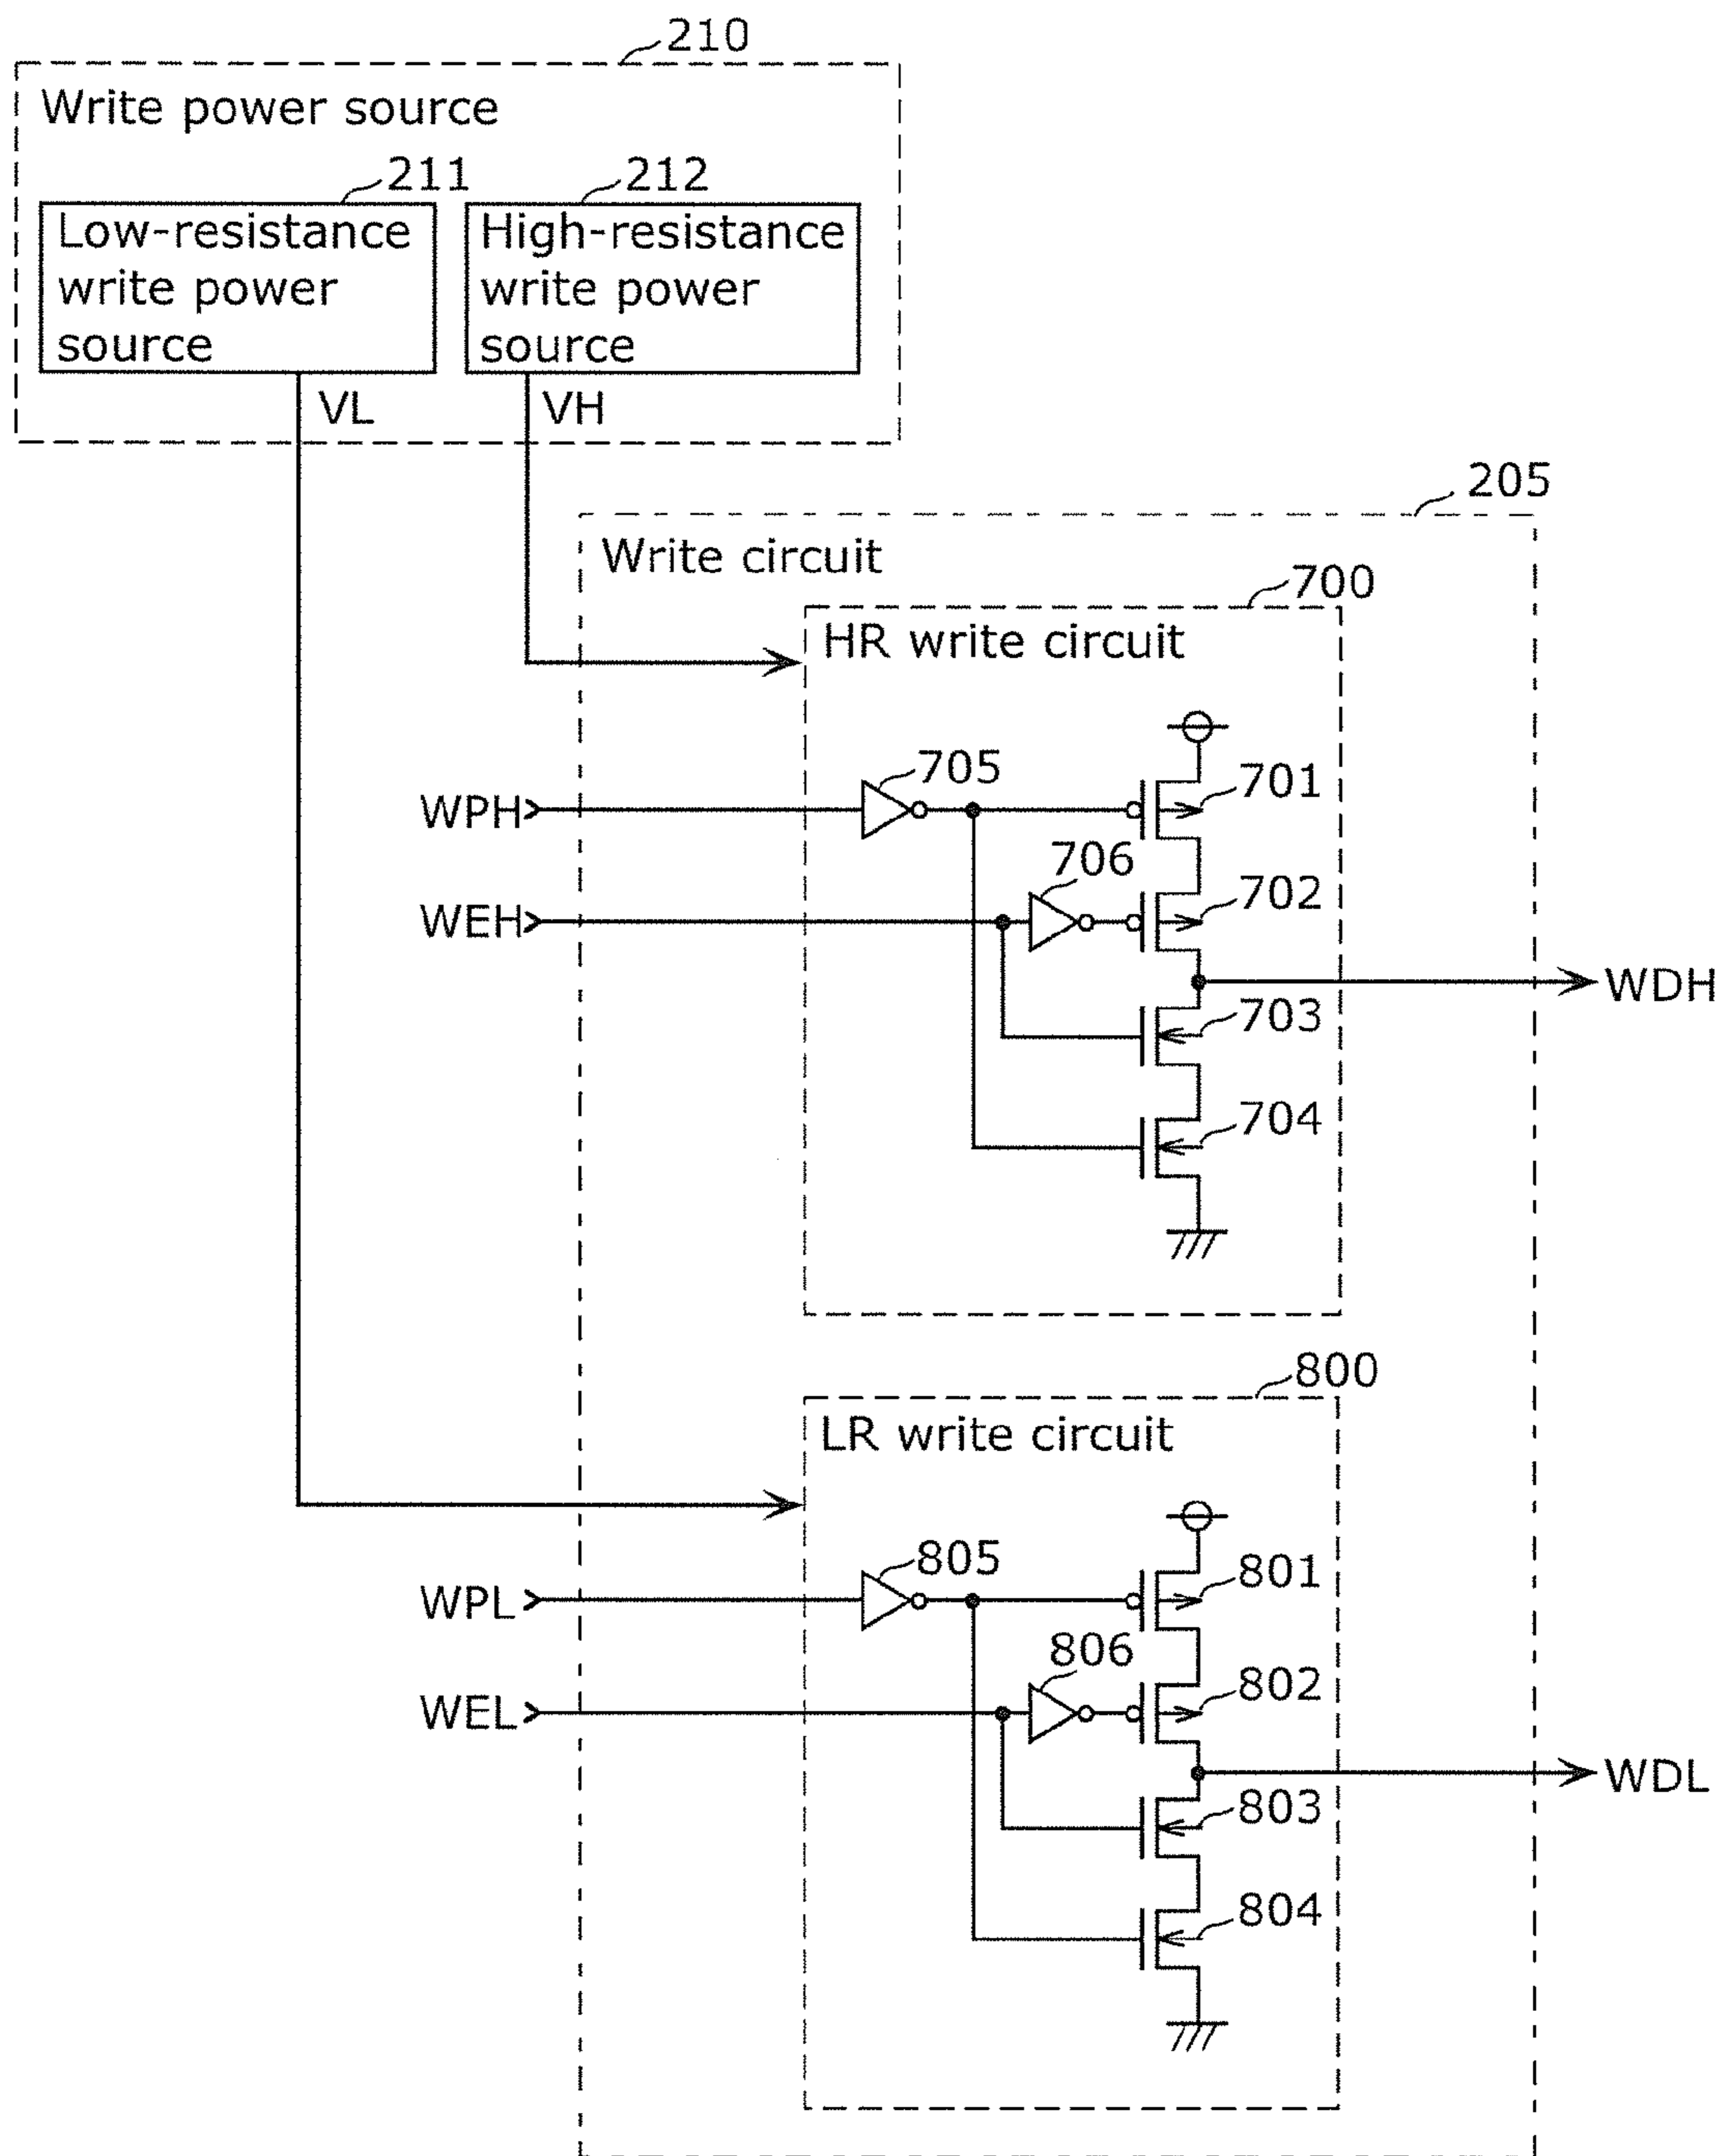 210
Write power source
211
212
Low-resistance
write power
source
High-resistance
write power
source
VL
VH
205
Write circuit
700
HR write circuit
705
701
WPH
706
702
WEH
WDH
703
704
800
LR write circuit
805
801
WPL
806
802
WEL
WDL
803
804